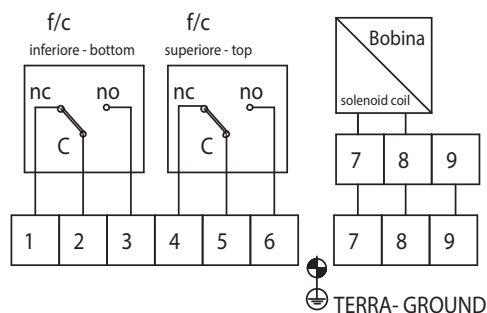 f/c f/c
inferiore - bottom superiore - top
Bobina
solenoid coil
nc no nc no
C C
7 8 9
1 2 3 4 5 6 7 8 9
TERRA- GROUND